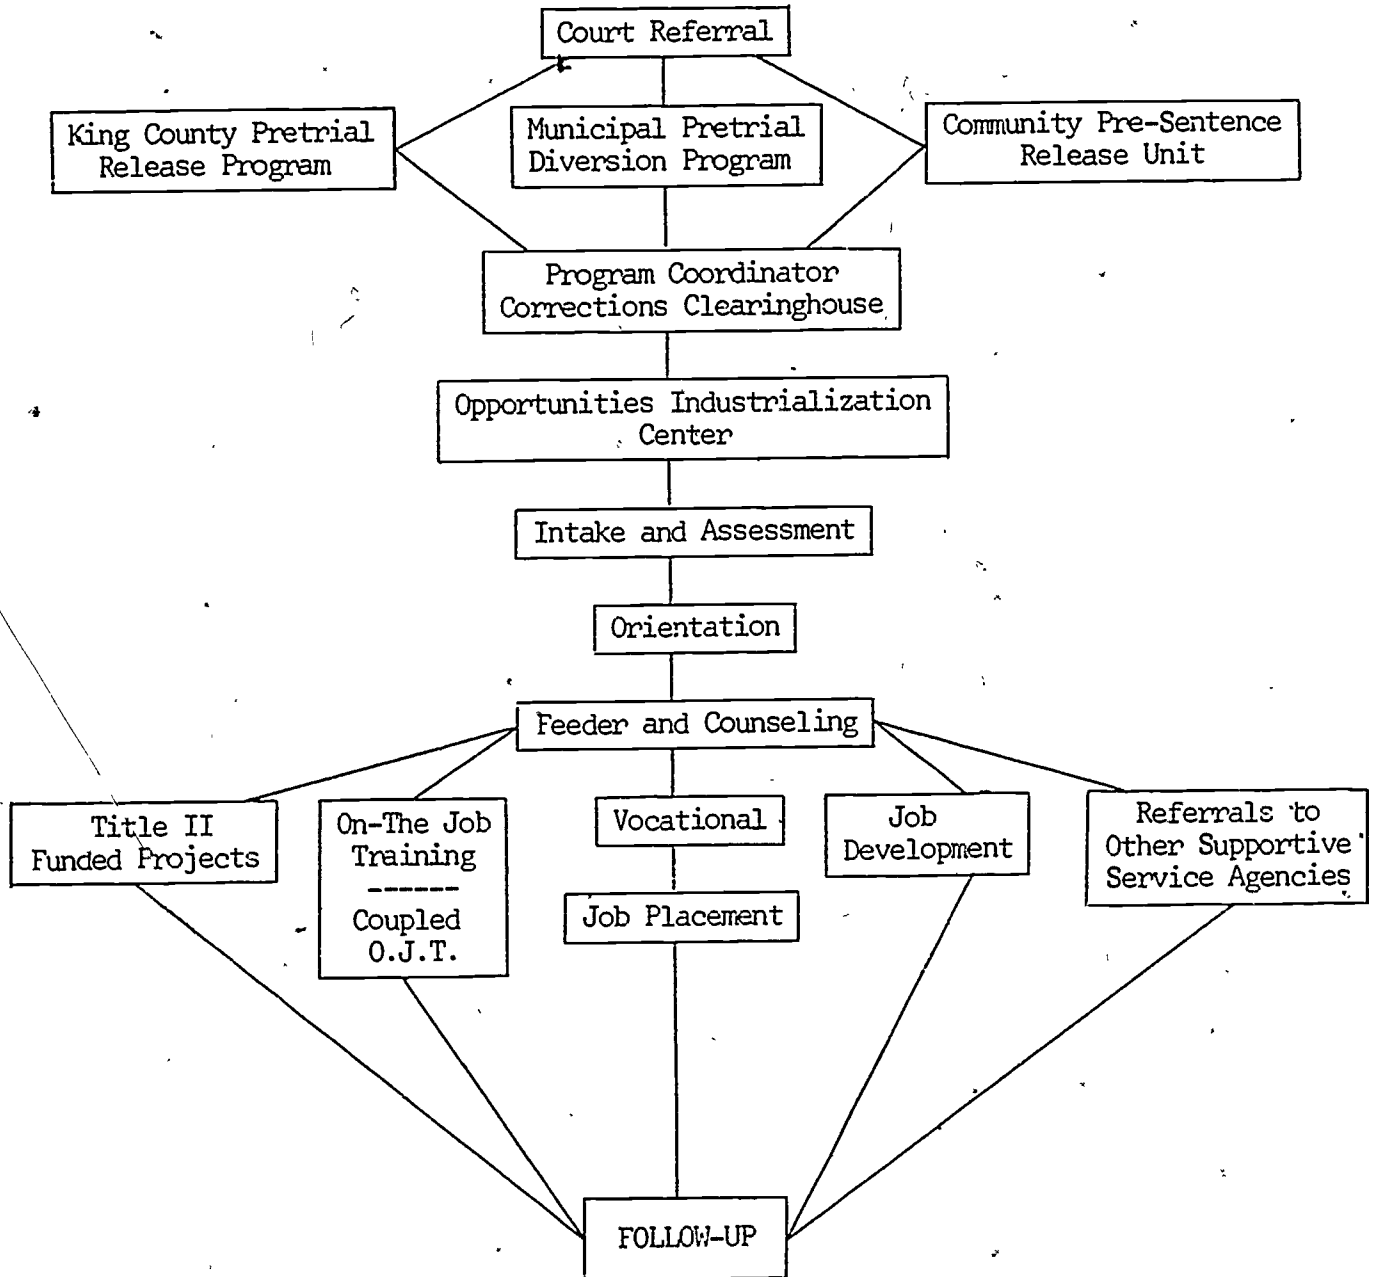 Court Referral
King County Pretrial
Release Program
Municipal Pretrial
Diversion Program
Community Pre-Sentence
Release Unit
Program Coordinator
Corrections Clearinghouse
Opportunities Industrialization
Center
Intake and Assessment
Orientation
Feeder and Counseling
Title II
Funded Projects
On-The Job
Training
------
Coupled
O.J.T.
Vocational
Job Placement
Job
Development
Referrals to
Other Supportive
Service Agencies
FOLLOW-UP